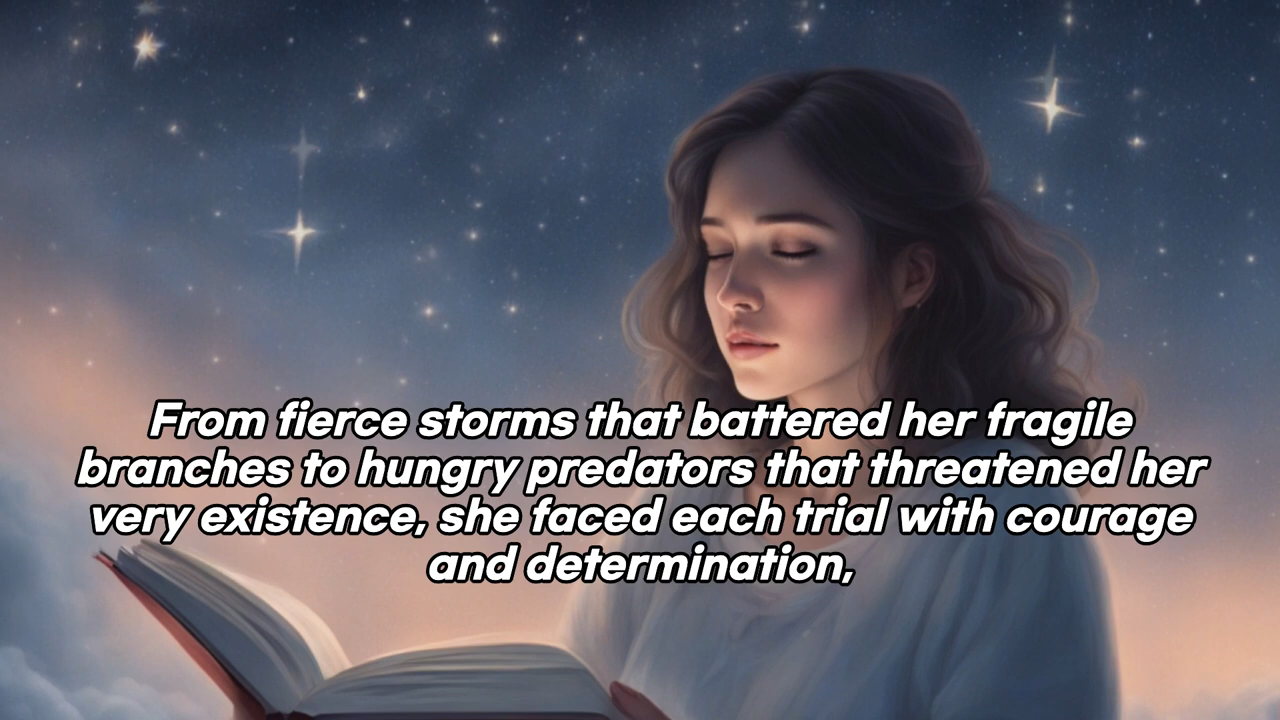 From fierce storms that battered her fragile
branches to hungry predators that threatened her
very existence, she faced each trial with courage
and determination,